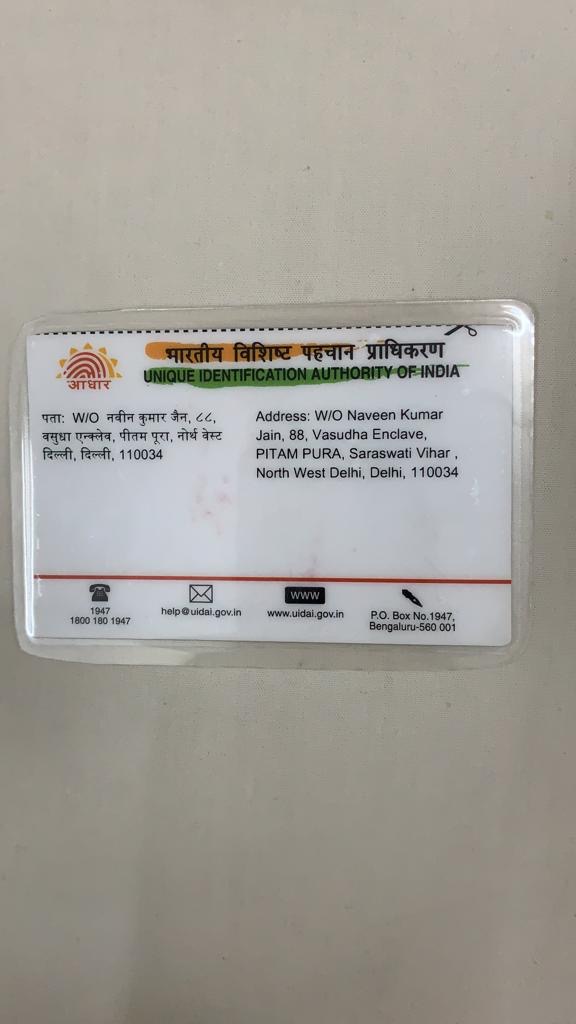 भारतीय विशिष्ट पहचान प्राधिकरण
UNIQUE IDENTIFICATION AUTHORITY OF INDIA
आधार
पता: W/O नवीन कुमार जैन, ८८,
वसुधा एन्क्लेव, पीतम पूरा, नोर्थ वेस्ट
दिल्ली, दिल्ली, 110034
Address: W/O Naveen Kumar
Jain, 88, Vasudha Enclave,
PITAM PURA, Saraswati Vihar ,
North West Delhi, Delhi, 110034
1947
1800 180 1947
help@uidai.gov.in
www
www.uidai.gov.in
P.O. Box No.1947,
Bengaluru-560 001